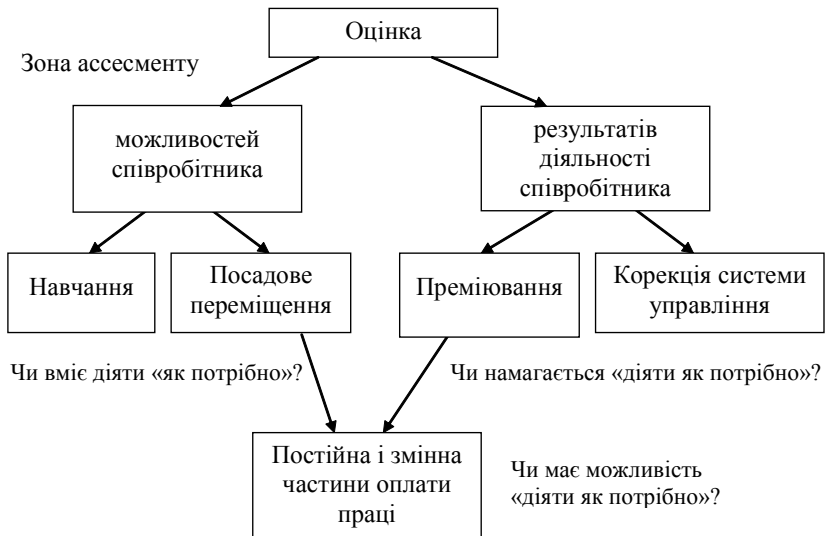 Оцінка
Зона ассесменту
можливостей
співробітника
результатів
діяльності
співробітника
Навчання
Посадове
переміщення
Преміювання
Корекція системи
управління
Чи вміє діяти «як потрібно»?
Чи намагається «діяти як потрібно»?
Постійна і змінна
частини оплати
праці
Чи має можливість
«діяти як потрібно»?